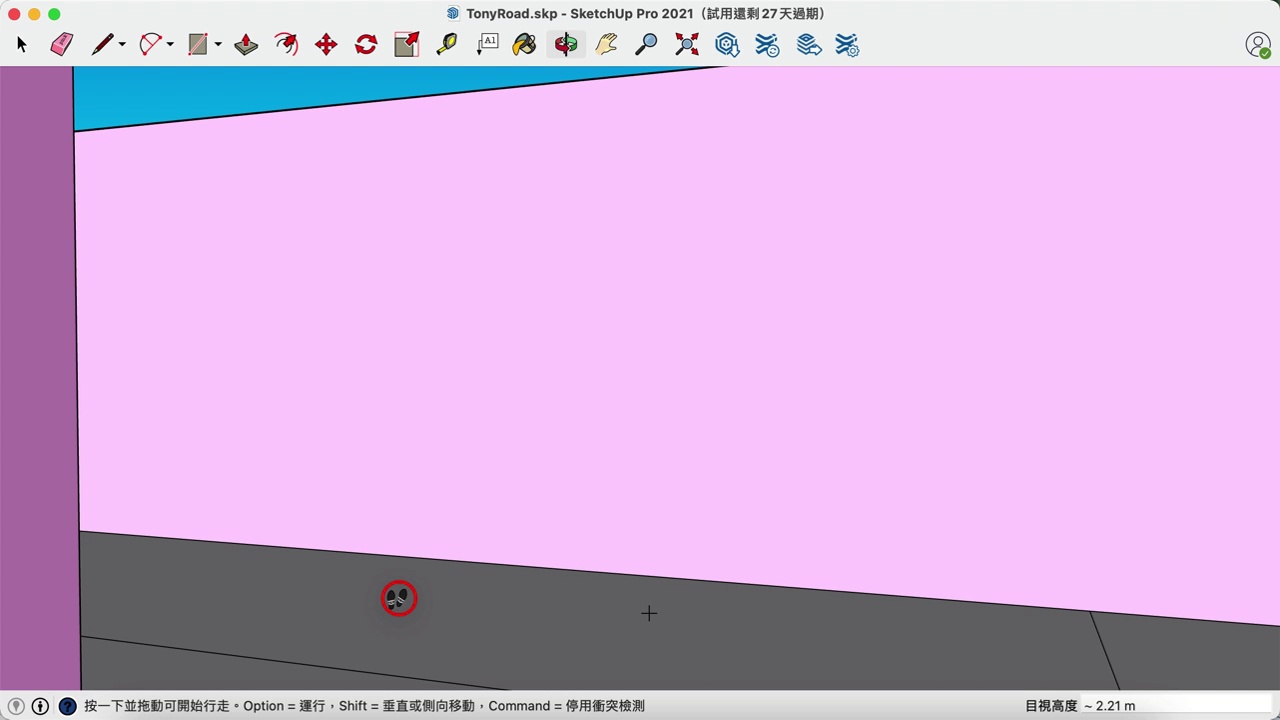 TonyRoad.skp - SketchUp Pro 2021（試用還剩 27 天過期）
A1
按一下並拖動可開始行走。Option = 運行，Shift = 垂直或側向移動，Command = 停用衝突檢測
目視高度 ~ 2.21 m